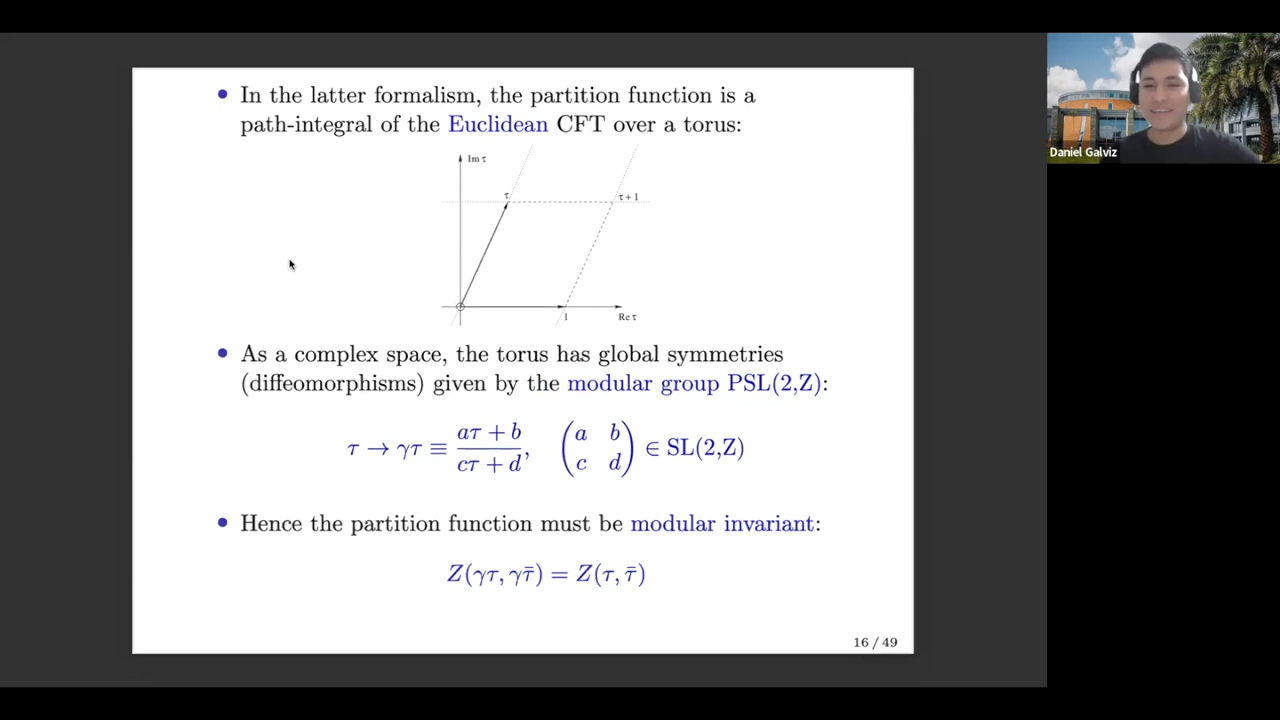 • In the latter formalism, the partition function is a
path-integral of the Euclidean CFT over a torus:
Im τ
τ
τ + 1
1
Re τ
• As a complex space, the torus has global symmetries
(diffeomorphisms) given by the modular group PSL(2,Z):
τ → γτ ≡ (aτ + b)/(cτ + d), (a b; c d) ∈ SL(2,Z)
• Hence the partition function must be modular invariant:
Z(γτ, γτ̄) = Z(τ, τ̄)
16 / 49
Daniel Galviz